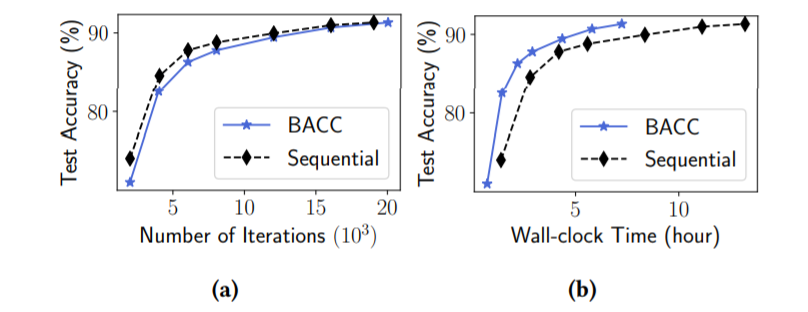 Test Accuracy (%)
90
80
BACC
Sequential
5
10
15
20
Number of Iterations (10³)
(a)
Test Accuracy (%)
90
80
BACC
Sequential
5
10
Wall-clock Time (hour)
(b)